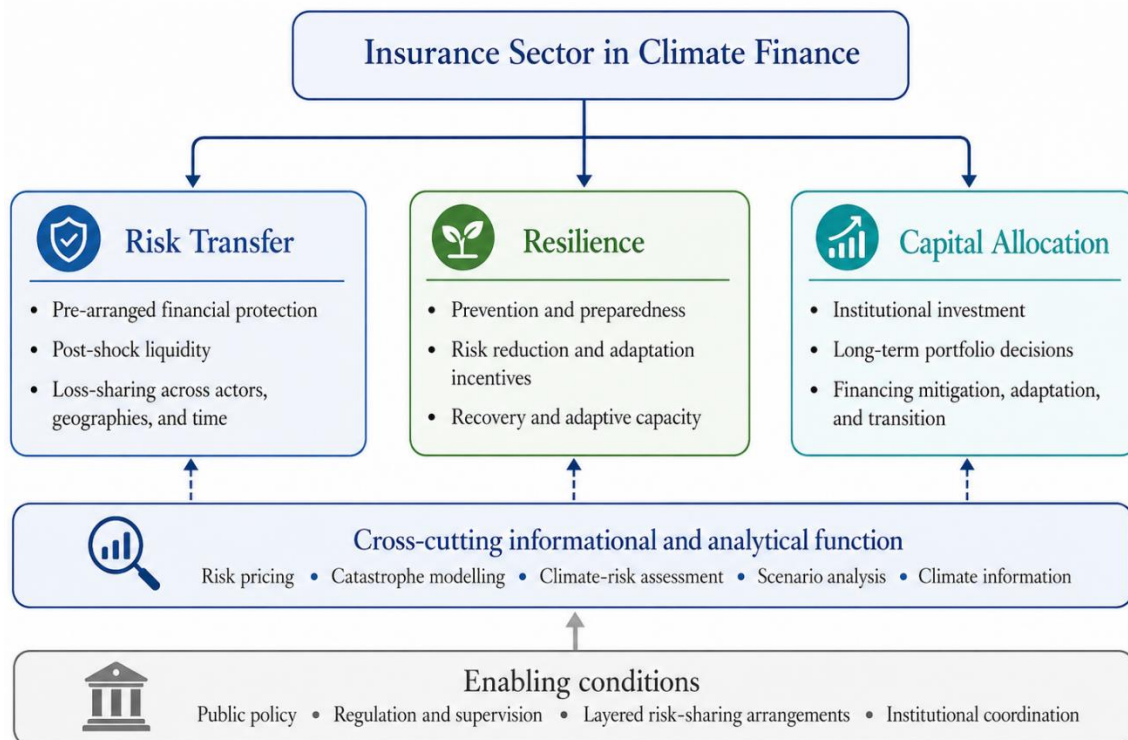 Insurance Sector in Climate Finance
Risk Transfer
• Pre-arranged financial protection
• Post-shock liquidity
• Loss-sharing across actors,
geographies, and time
Resilience
• Prevention and preparedness
• Risk reduction and adaptation
incentives
• Recovery and adaptive capacity
Capital Allocation
• Institutional investment
• Long-term portfolio decisions
• Financing mitigation, adaptation,
and transition
Cross-cutting informational and analytical function
Risk pricing • Catastrophe modelling • Climate-risk assessment • Scenario analysis • Climate information
Enabling conditions
Public policy • Regulation and supervision • Layered risk-sharing arrangements • Institutional coordination